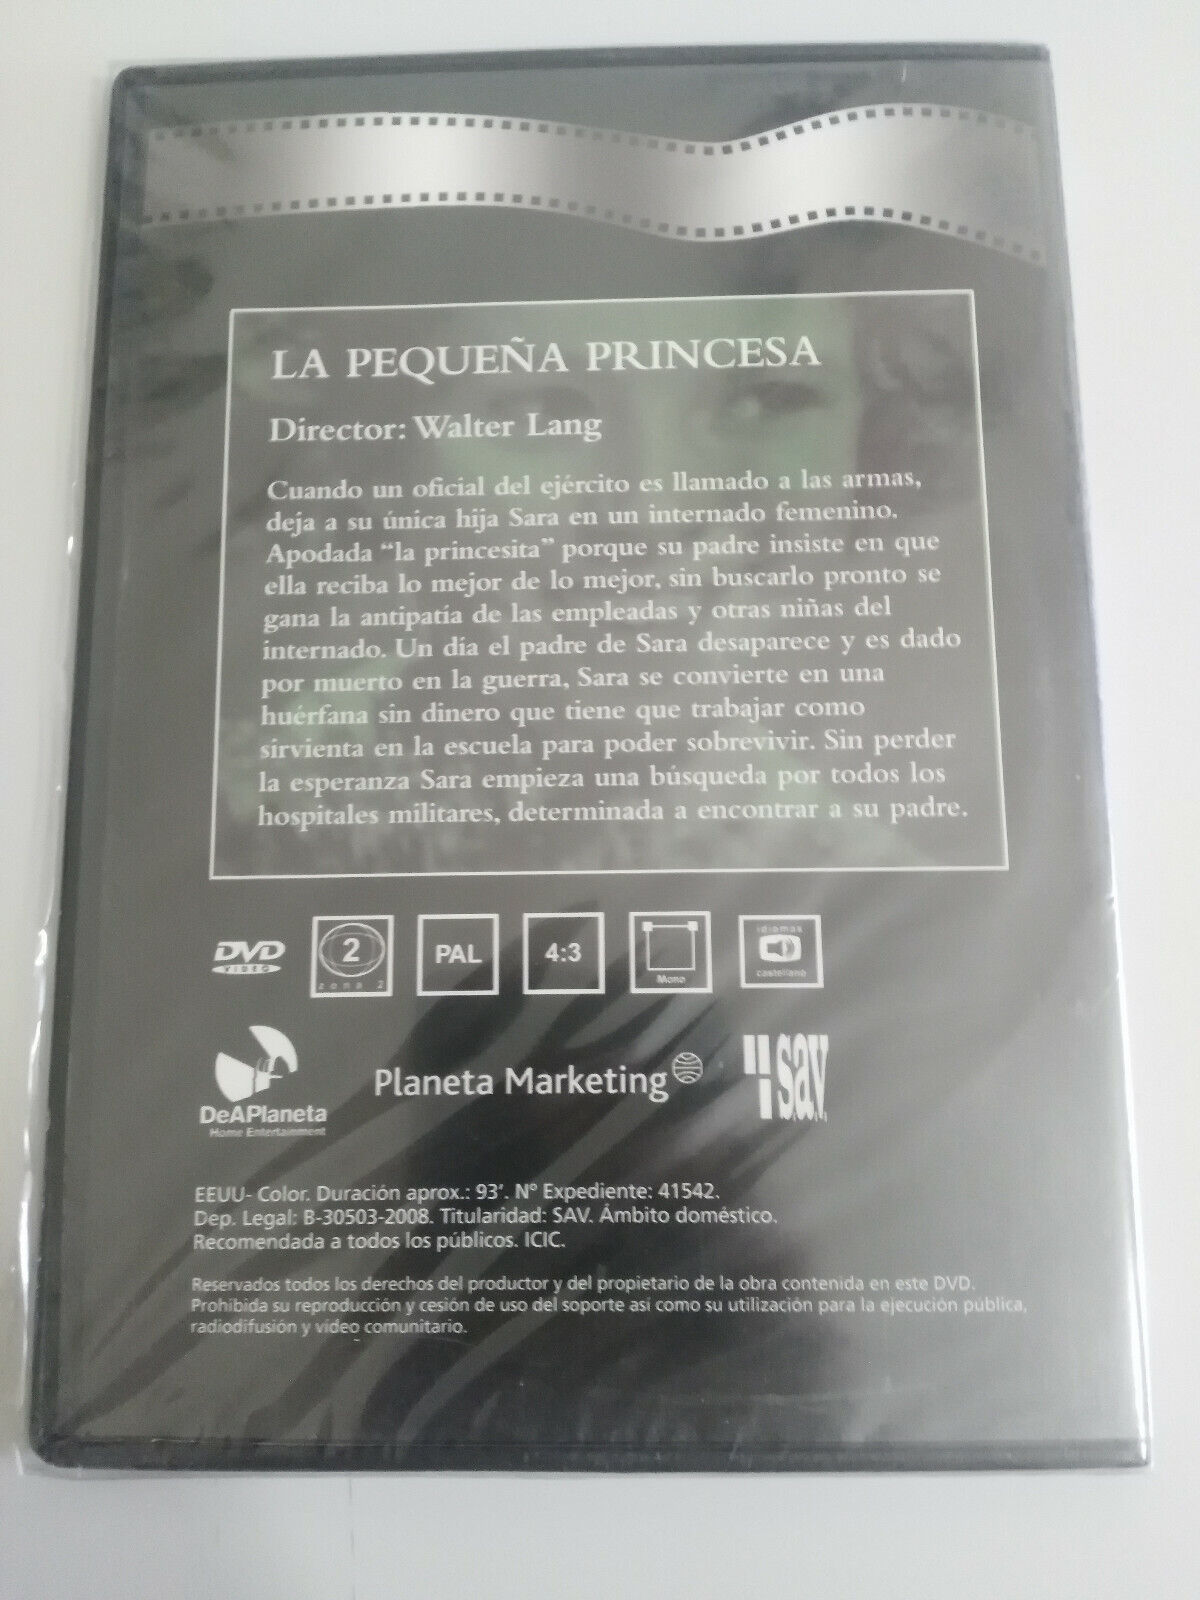 LA PEQUEÑA PRINCESA
Director: Walter Lang
Cuando un oficial del ejército es llamado a las armas,
deja a su única hija Sara en un internado femenino.
Apodada “la princesita” porque su padre insiste en que
ella reciba lo mejor de lo mejor, sin buscarlo pronto se
gana la antipatía de las empleadas y otras niñas del
internado. Un día el padre de Sara desaparece y es dado
por muerto en la guerra, Sara se convierte en una
huérfana sin dinero que tiene que trabajar como
sirvienta en la escuela para poder sobrevivir. Sin perder
la esperanza Sara empieza una búsqueda por todos los
hospitales militares, determinada a encontrar a su padre.
DVD VIDEO
2
zona 2
PAL
4:3
Mono
idiomas
castellano
DeAPlaneta
Home Entertainment
Planeta Marketing
s.a.v.
EEUU- Color. Duración aprox.: 93’. Nº Expediente: 41542.
Dep. Legal: B-30503-2008. Titularidad: SAV. Ámbito doméstico.
Recomendada a todos los públicos. ICIC.
Reservados todos los derechos del productor y del propietario de la obra contenida en este DVD.
Prohibida su reproducción y cesión de uso del soporte asi como su utilización para la ejecución pública,
radiodifusión y video comunitario.